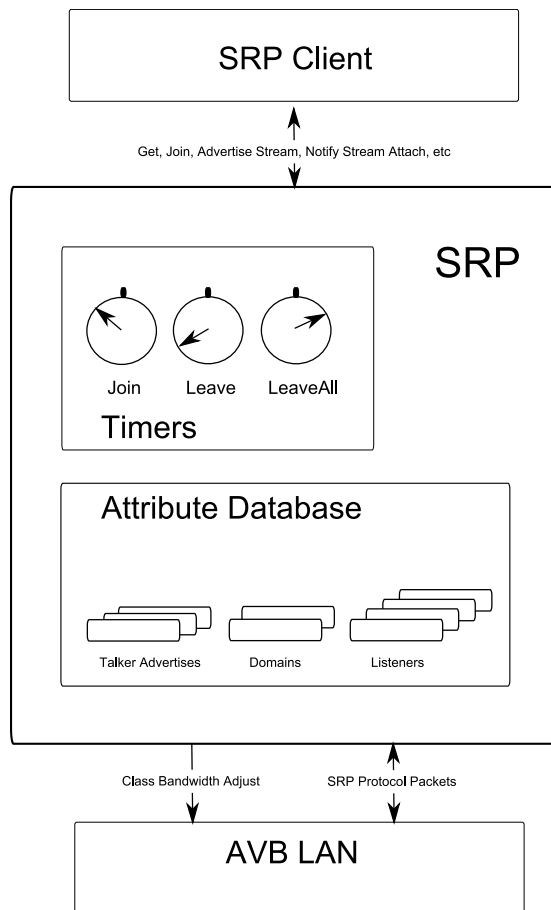 SRP Client
Get, Join, Advertise Stream, Notify Stream Attach, etc
SRP
Join
Leave
LeaveAll
Timers
Attribute Database
Talker Advertises
Domains
Listeners
Class Bandwidth Adjust
SRP Protocol Packets
AVB LAN